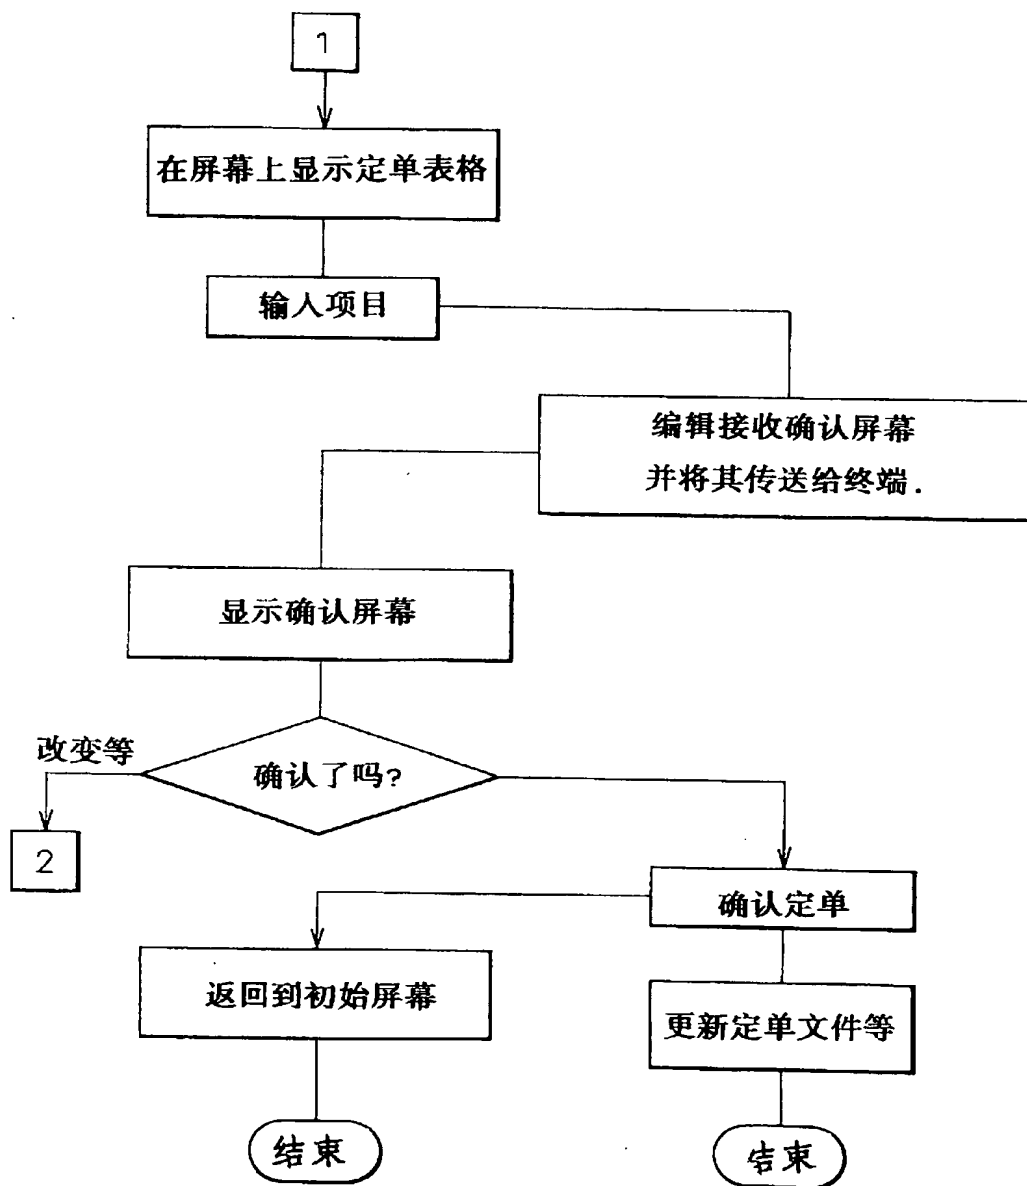 1
在屏幕上显示定单表格
输入项目
编辑接收确认屏幕
并将其传送给终端.
显示确认屏幕
改变等
确认了吗?
2
确认定单
返回到初始屏幕
更新定单文件等
结束
结束